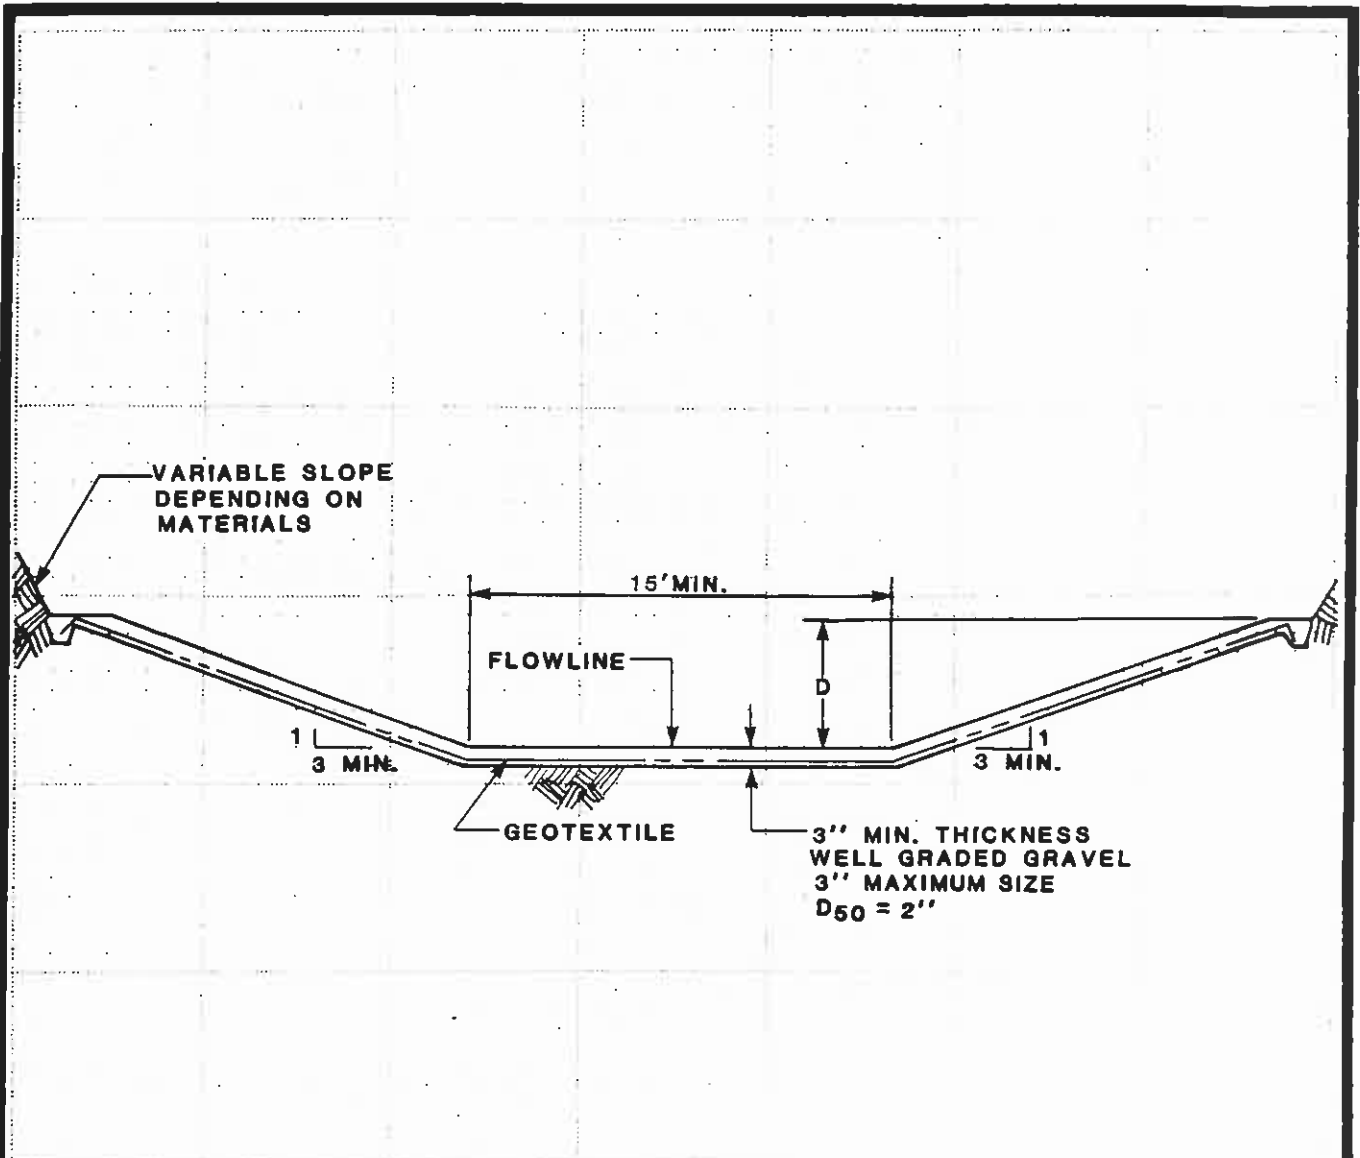 VARIABLE SLOPE
DEPENDING ON
MATERIALS
15' MIN.
FLOWLINE
D
1
3 MIN.
1
3 MIN.
GEOTEXTILE
3'' MIN. THICKNESS
WELL GRADED GRAVEL
3'' MAXIMUM SIZE
D50 = 2''